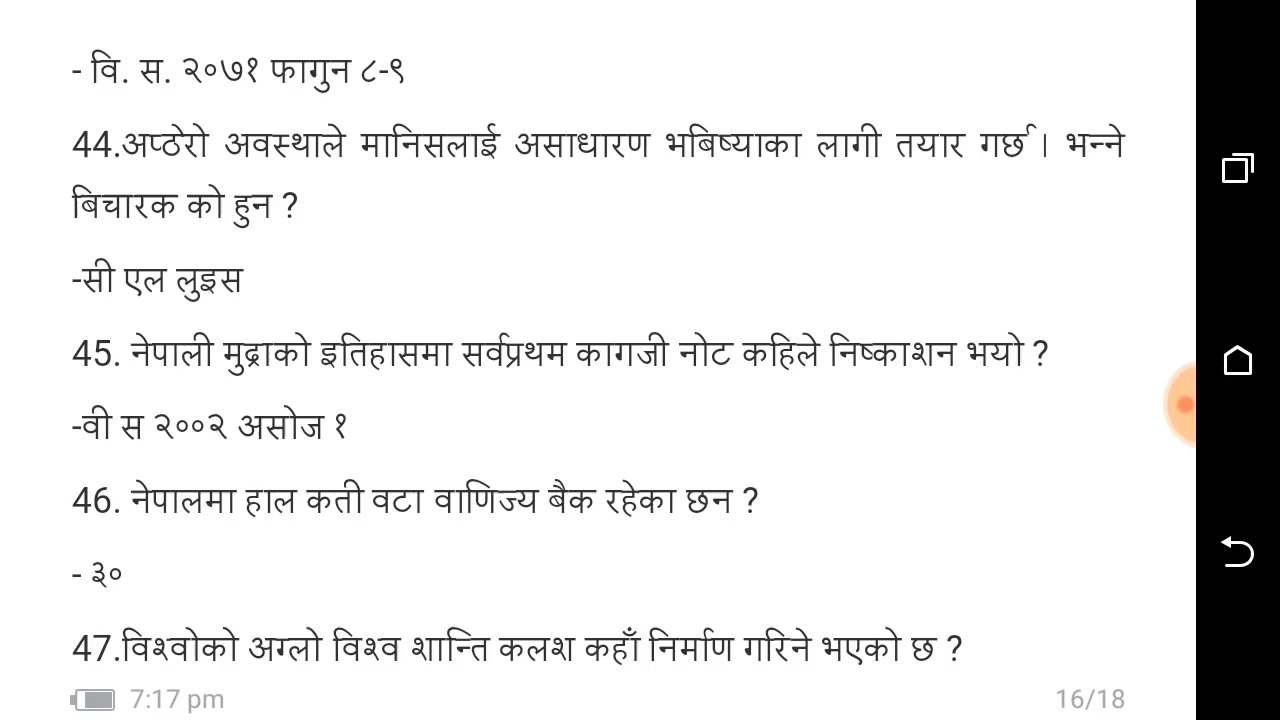 - वि. स. २०७१ फागुन ८-९
44.अप्ठेरो अवस्थाले मानिसलाई असाधारण भबिष्याका लागी तयार गर्छ । भन्ने
बिचारक को हुन ?
-सी एल लुइस
45. नेपाली मुद्राको इतिहासमा सर्वप्रथम कागजी नोट कहिले निष्काशन भयो ?
-वी स २००२ असोज १
46. नेपालमा हाल कती वटा वाणिज्य बैक रहेका छन ?
- ३०
47.विश्वोको अग्लो विश्व शान्ति कलश कहाँ निर्माण गरिने भएको छ ?
7:17 pm 16/18